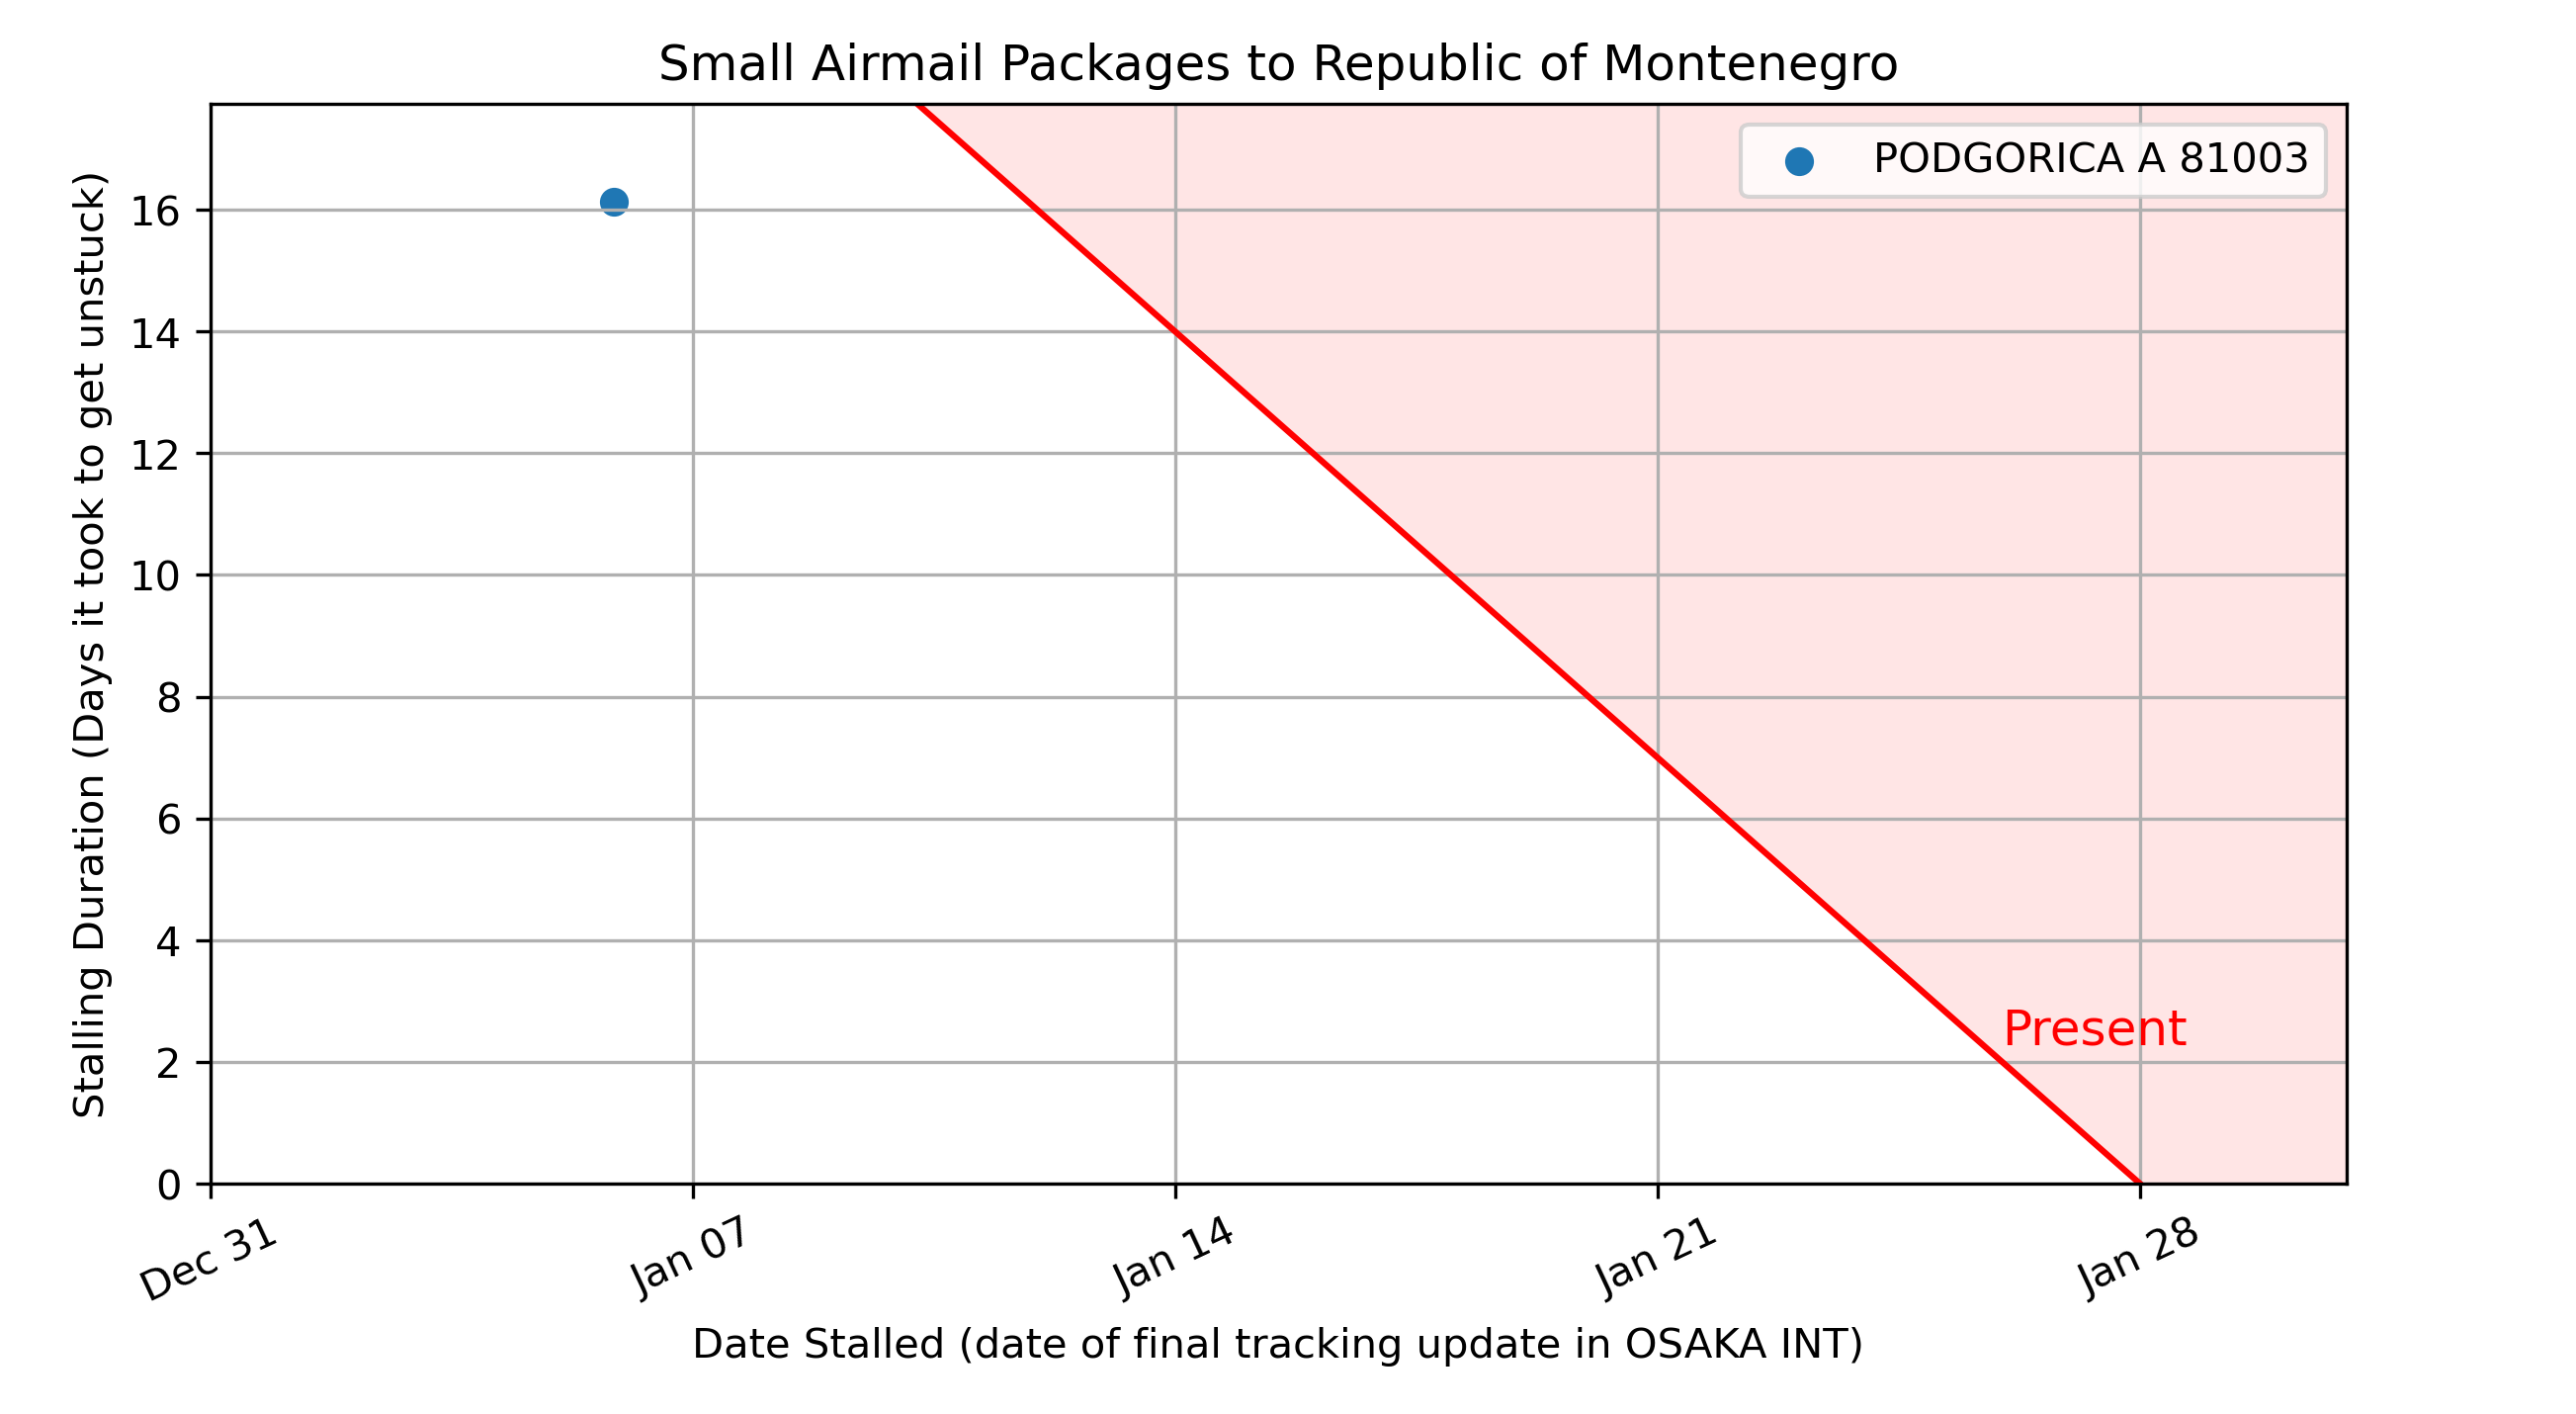 Small Airmail Packages to Republic of Montenegro
PODGORICA A 81003
Stalling Duration (Days it took to get unstuck)
16
14
12
10
8
6
4
2
0
Present
Dec 31
Jan 07
Jan 14
Jan 21
Jan 28
Date Stalled (date of final tracking update in OSAKA INT)